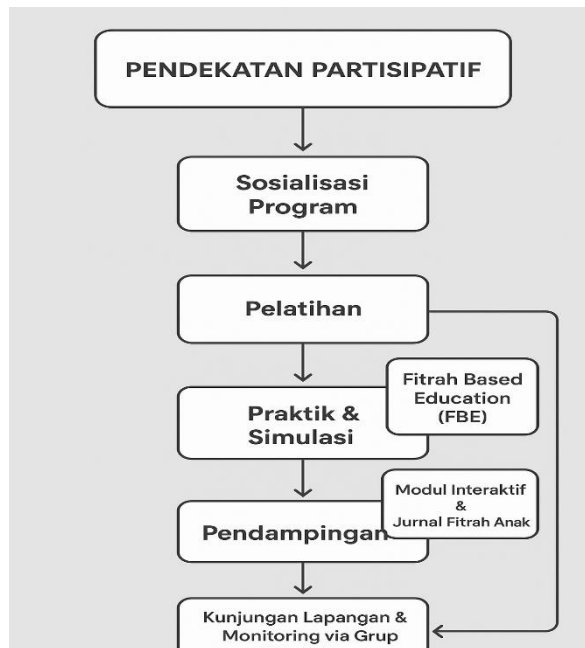 PENDEKATAN PARTISIPATIF
Sosialisasi
Program
Pelatihan
Fitrah Based
Education
(FBE)
Praktik &
Simulasi
Modul Interaktif
&
Jurnal Fitrah Anak
Pendampingan
Kunjungan Lapangan &
Monitoring via Grup